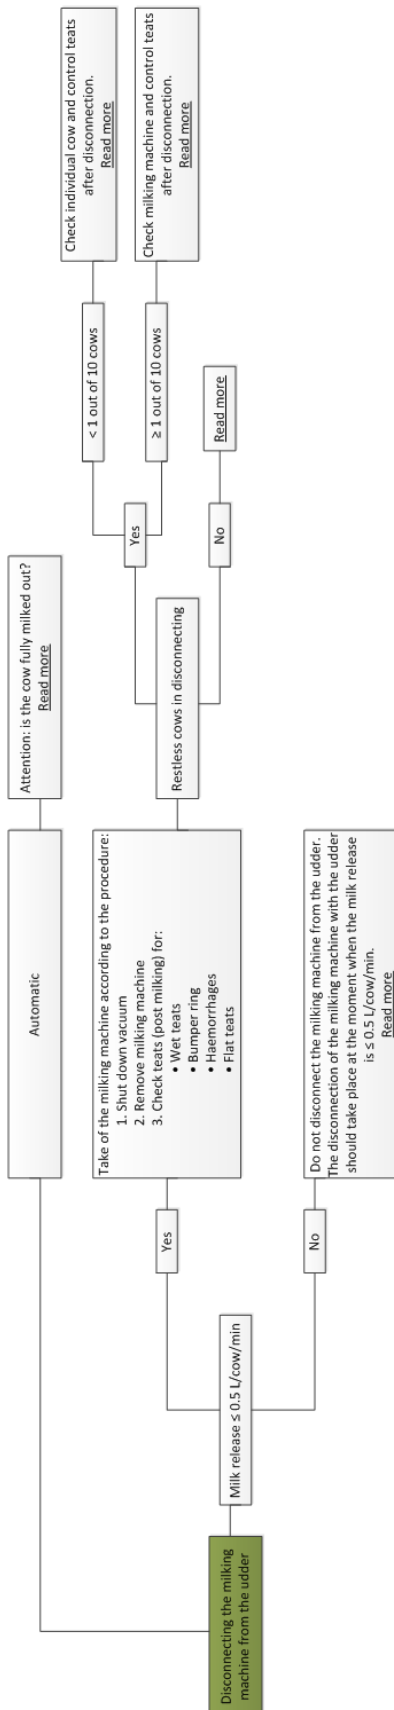 Disconnecting the milking
machine from the udder
Automatic
Attention: is the cow fully milked out?
Read more
Milk release ≤ 0.5 L/cow/min
Yes
Take of the milking machine according to the procedure:
1. Shut down vacuum
2. Remove milking machine
3. Check teats (post milking) for:
• Wet teats
• Bumper ring
• Haemorrhages
• Flat teats
Restless cows in disconnecting
Yes
< 1 out of 10 cows
Check individual cow and control teats
after disconnection.
Read more
≥ 1 out of 10 cows
Check milking machine and control teats
after disconnection.
Read more
No
Read more
No
Do not disconnect the milking machine from the udder.
The disconnection of the milking machine with the udder
should take place at the moment when the milk release
is ≤ 0.5 L/cow/min.
Read more